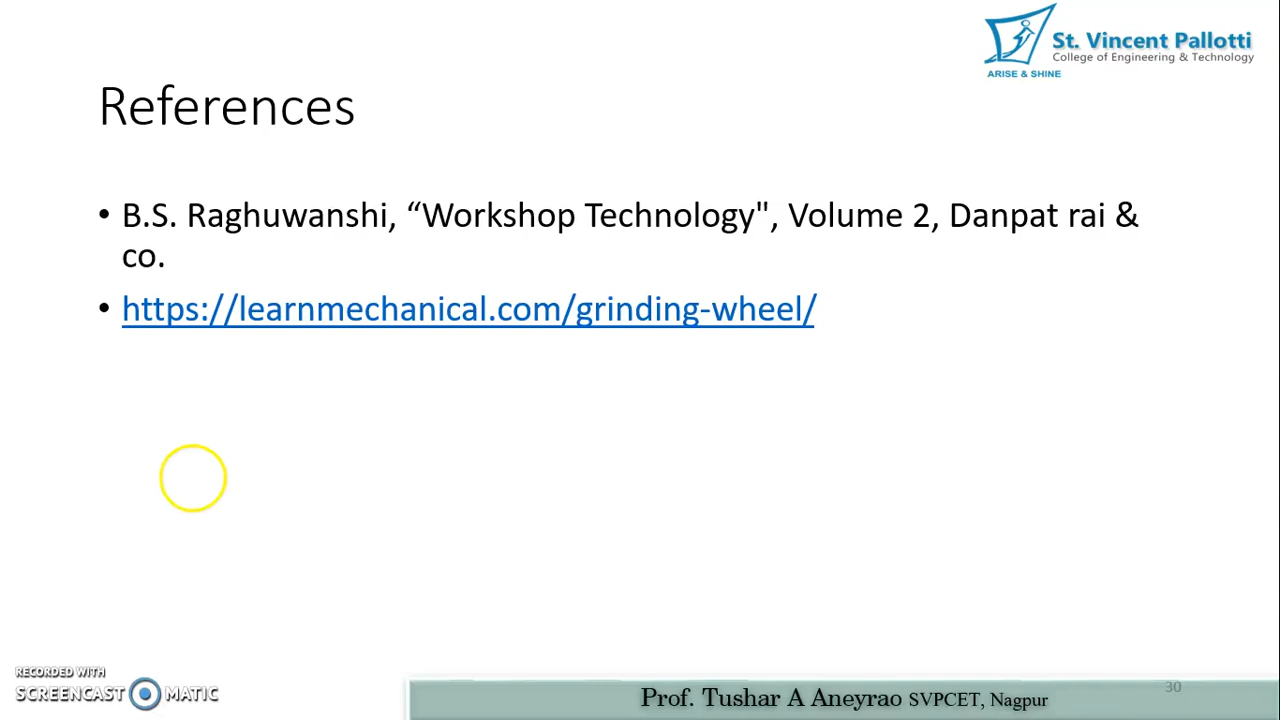 St. Vincent Pallotti
College of Engineering & Technology
ARISE & SHINE
References
• B.S. Raghuwanshi, “Workshop Technology", Volume 2, Danpat rai &
co.
• https://learnmechanical.com/grinding-wheel/
RECORDED WITH
SCREENCAST MATIC
Prof. Tushar A Aneyrao SVPCET, Nagpur
30